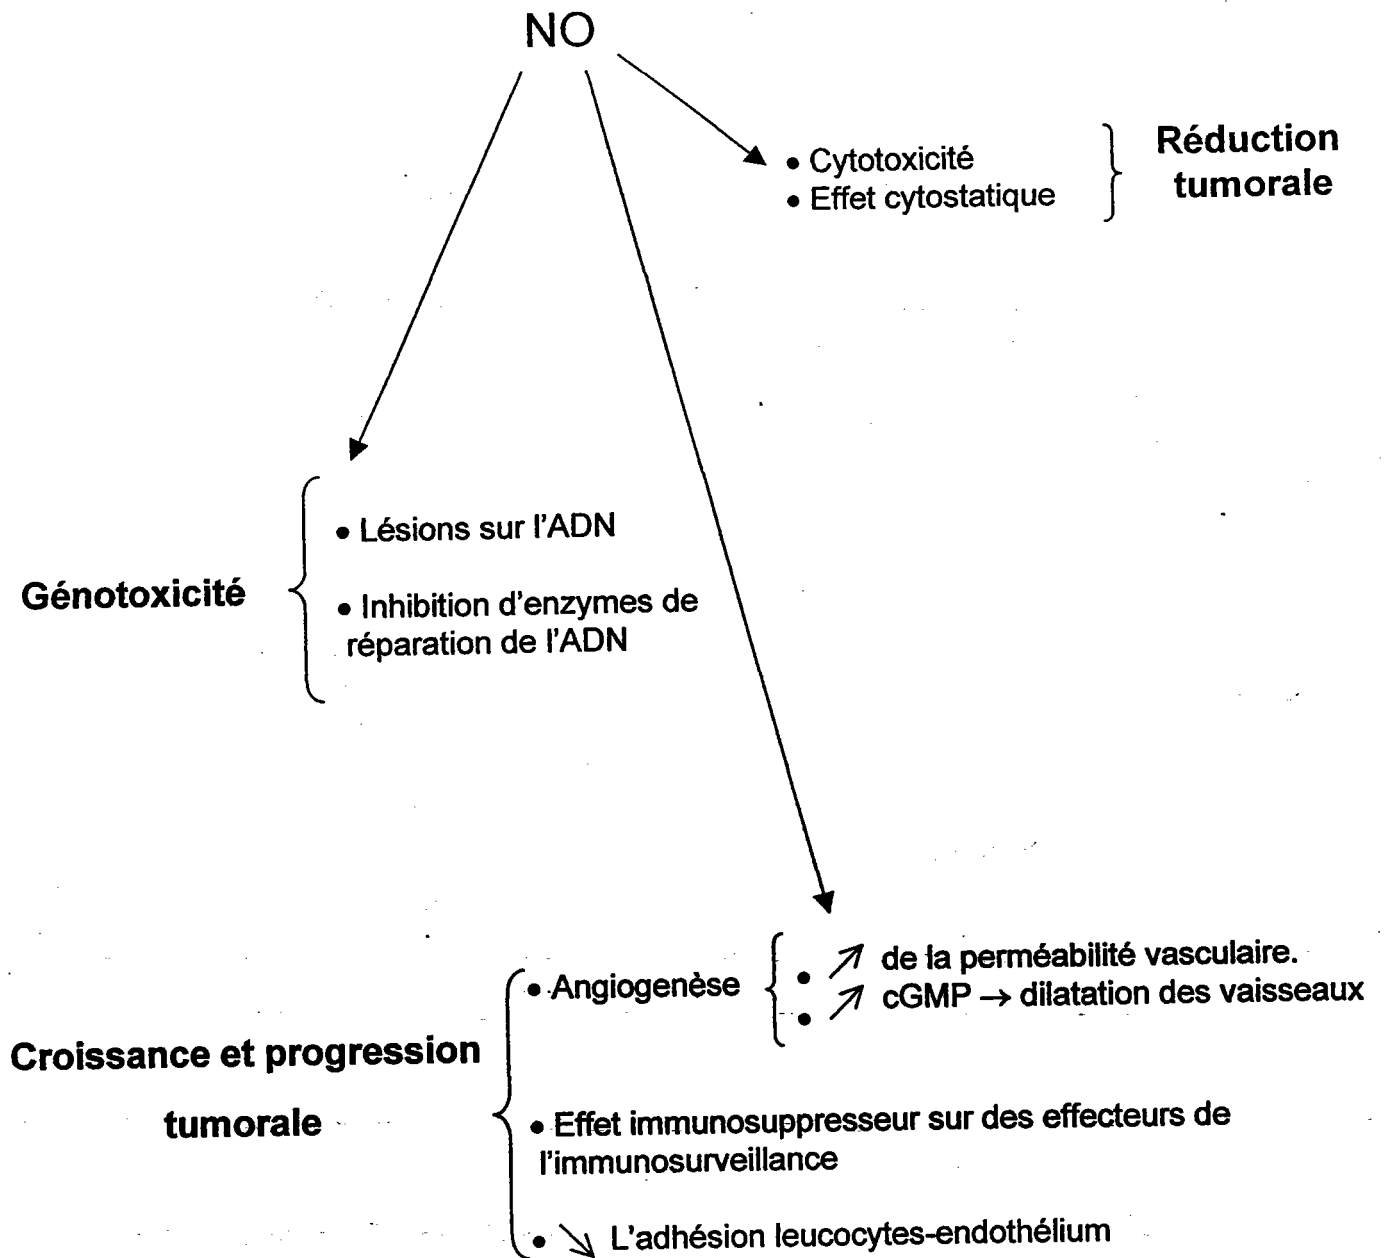 NO
• Cytotoxicité
• Effet cytostatique
Réduction
tumorale
Génotoxicité
• Lésions sur l'ADN
• Inhibition d'enzymes de
réparation de l'ADN
Croissance et progression
tumorale
• Angiogenèse
• ↗ de la perméabilité vasculaire.
• ↗ cGMP → dilatation des vaisseaux
• Effet immunosuppresseur sur des effecteurs de
l'immunosurveillance
• ↘ L'adhésion leucocytes-endothélium